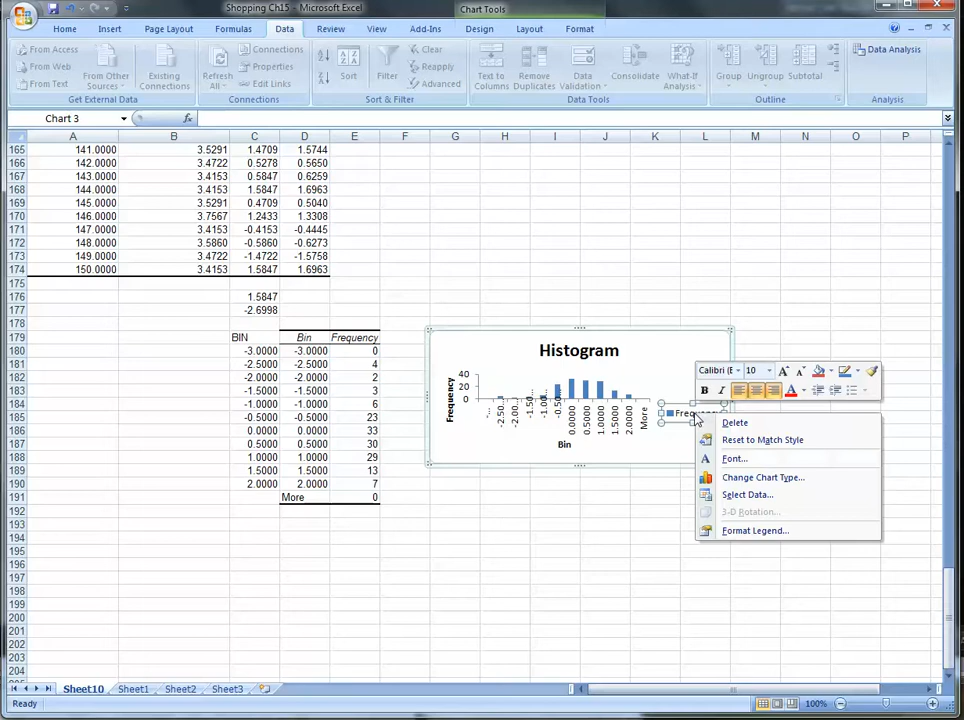 Shopping Ch15 - Microsoft Excel
Chart Tools
Home Insert Page Layout Formulas Data Review View Add-Ins Design Layout Format
From Access
From Web
From Text
From Other Sources
Existing Connections
Get External Data
Refresh All
Connections
Properties
Edit Links
Connections
Sort
Filter
Clear
Reapply
Advanced
Sort & Filter
Text to Columns
Remove Duplicates
Data Validation
Consolidate
What-If Analysis
Data Tools
Group
Ungroup
Subtotal
Outline
Data Analysis
Analysis
Chart 3
fx
A B C D E F G H I J K L M N O P
165 141.0000 3.5291 1.4709 1.5744
166 142.0000 3.4722 0.5278 0.5650
167 143.0000 3.4153 0.5847 0.6259
168 144.0000 3.4153 1.5847 1.6963
169 145.0000 3.5291 0.4709 0.5040
170 146.0000 3.7567 1.2433 1.3308
171 147.0000 3.4153 -0.4153 -0.4445
172 148.0000 3.5860 -0.5860 -0.6273
173 149.0000 3.4722 -1.4722 -1.5758
174 150.0000 3.4153 1.5847 1.6963
175
176 1.5847
177 -2.6998
178
179 BIN Bin Frequency
180 -3.0000 -3.0000 0
181 -2.5000 -2.5000 4
182 -2.0000 -2.0000 2
183 -1.5000 -1.5000 3
184 -1.0000 -1.0000 6
185 -0.5000 -0.5000 23
186 0.0000 0.0000 33
187 0.5000 0.5000 30
188 1.0000 1.0000 29
189 1.5000 1.5000 13
190 2.0000 2.0000 7
191 More 0
192
193
194
195
196
197
198
199
200
201
202
203
204
Histogram
Frequency
40
20
0
-2.00... 0.0000 0.5000 1.0000 1.5000 2.0000 More
Bin
Calibri (E 10 A A
B I A
Delete
Reset to Match Style
Font...
Change Chart Type...
Select Data...
3-D Rotation...
Format Legend...
Sheet10 Sheet1 Sheet2 Sheet3
Ready
100%